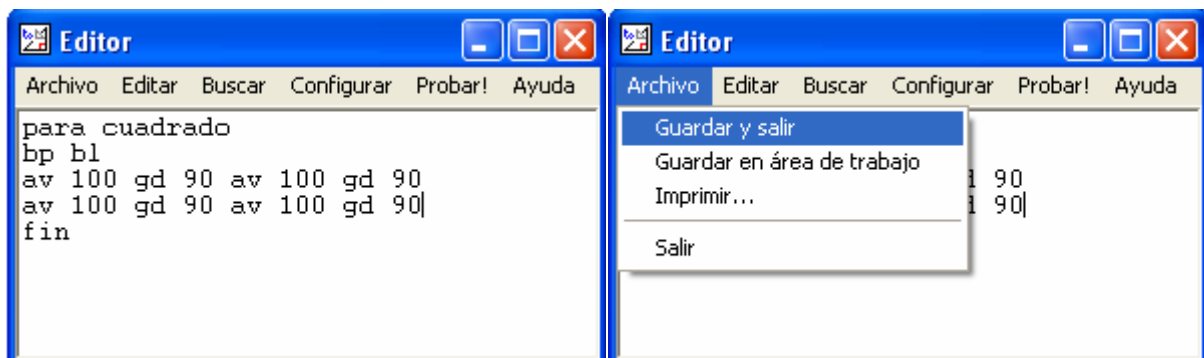 Editor
Archivo Editar Buscar Configurar Probar! Ayuda
para cuadrado
bp bl
av 100 gd 90 av 100 gd 90
av 100 gd 90 av 100 gd 90
fin
Editor
Archivo Editar Buscar Configurar Probar! Ayuda
Guardar y salir
Guardar en área de trabajo
Imprimir...
Salir
90
90